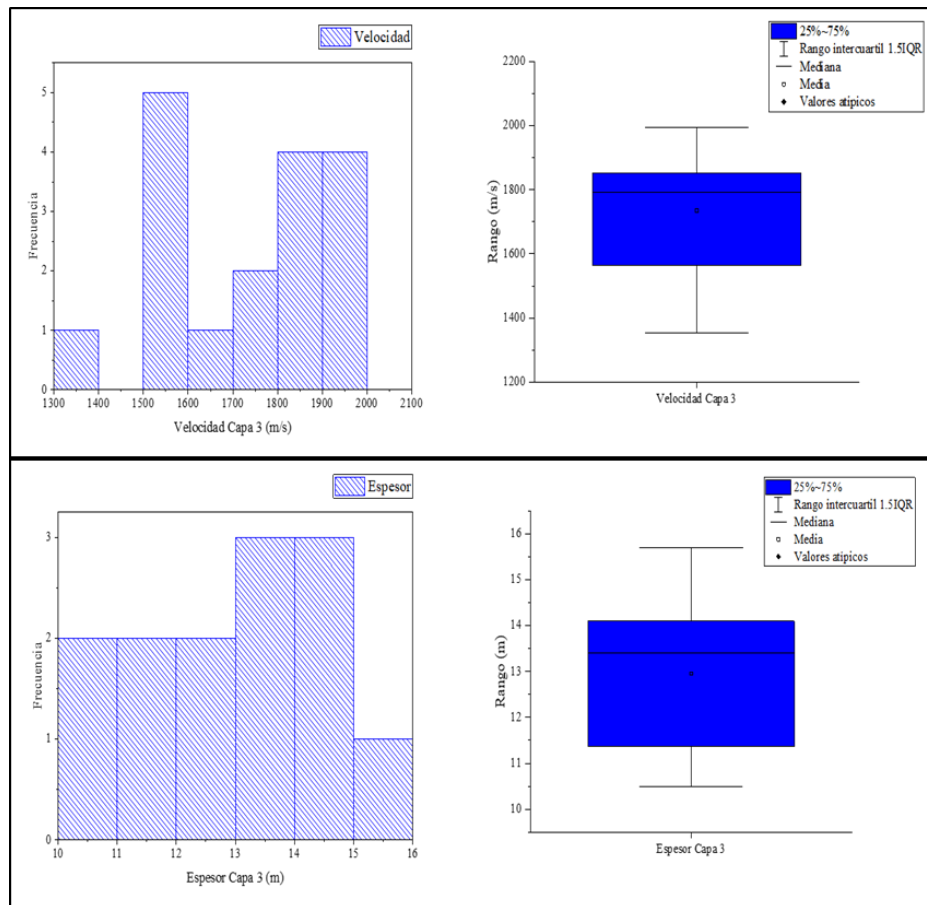 Velocidad
5
4
3
2
1
0
Frecuencia
1300 1400 1500 1600 1700 1800 1900 2000 2100
Velocidad Capa 3 (m/s)
25%~75%
Rango intercuartil 1.5IQR
Mediana
Media
Valores atipicos
2200
2000
1800
1600
1400
1200
Rango (m/s)
Velocidad Capa 3
Espesor
3
2
1
0
Frecuencia
10 11 12 13 14 15 16
Espesor Capa 3 (m)
25%~75%
Rango intercuartil 1.5IQR
Mediana
Media
Valores atipicos
16
15
14
13
12
11
10
Rango (m)
Espesor Capa 3